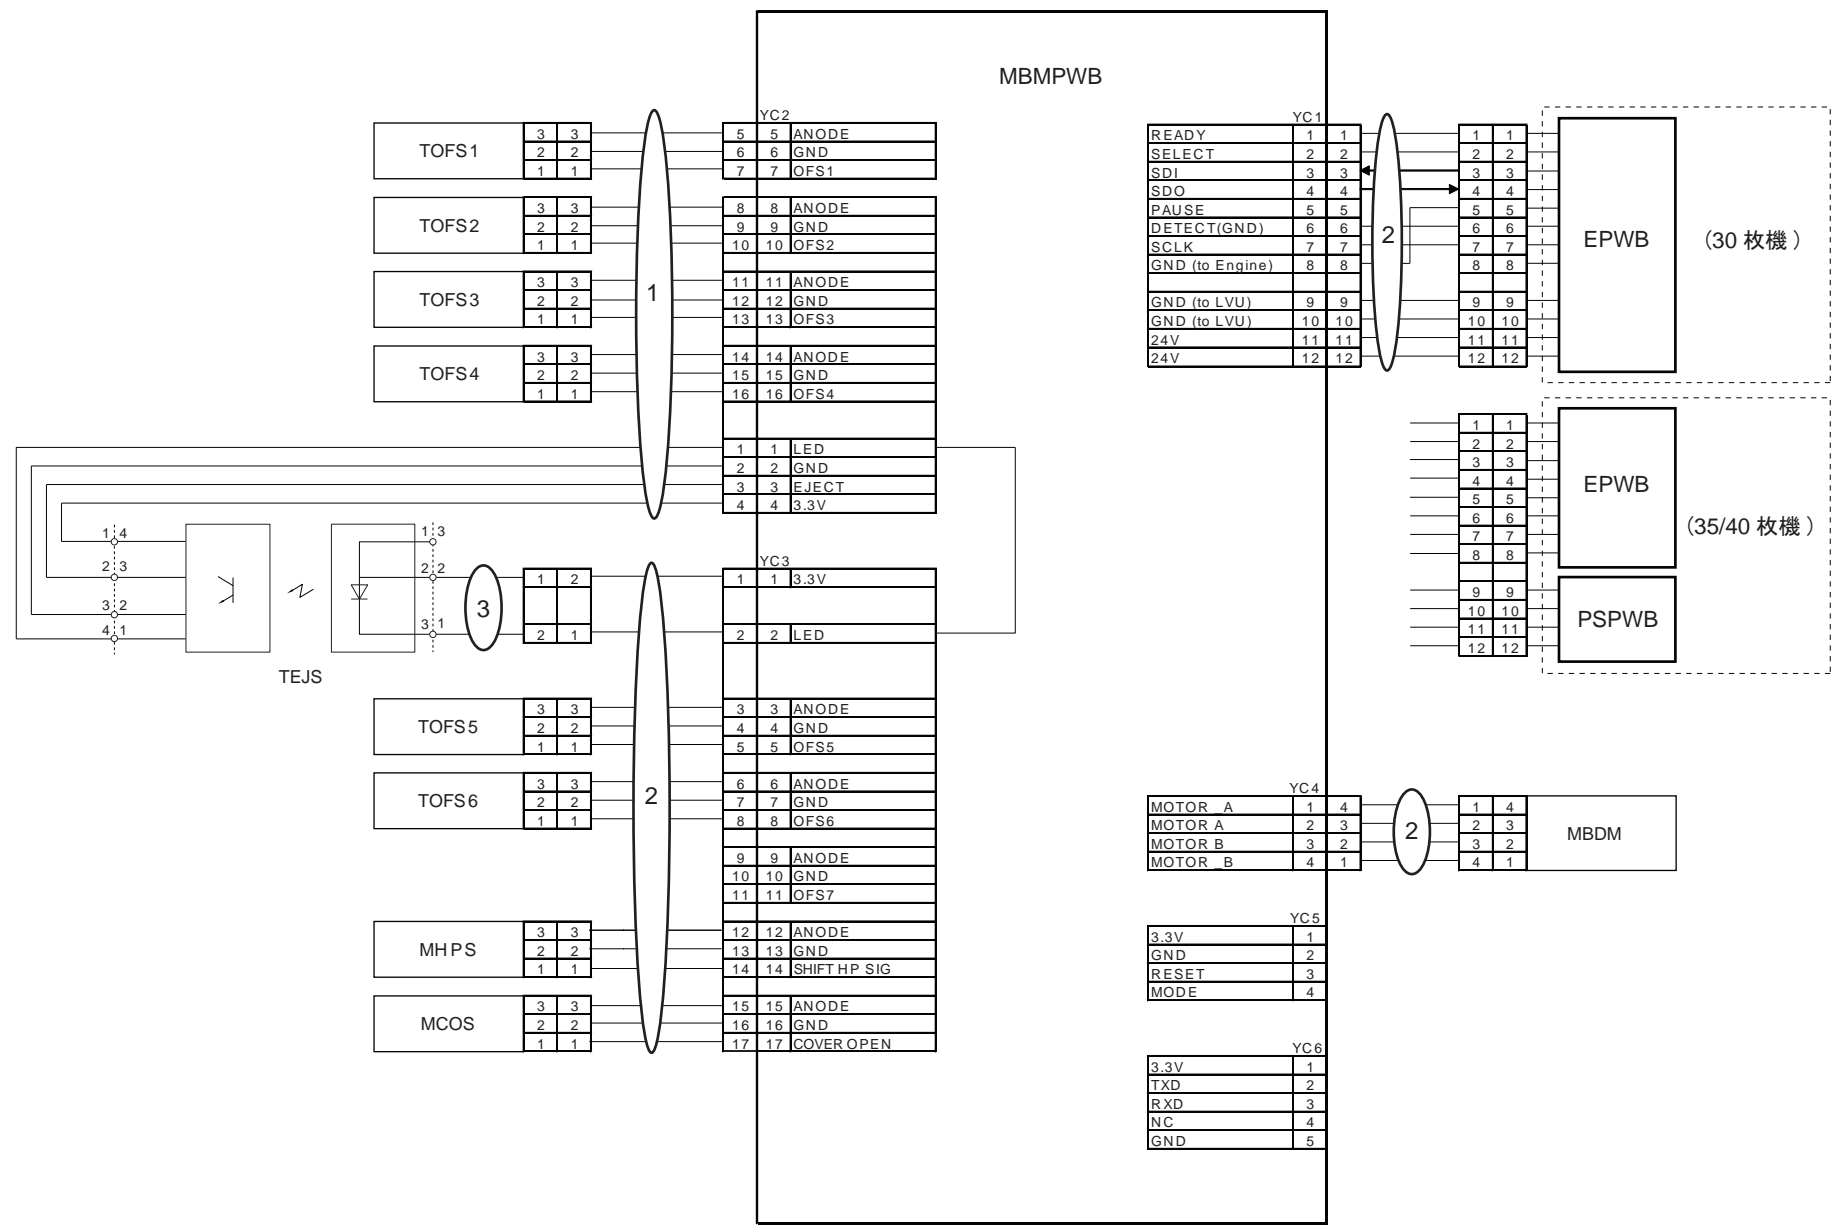 MBMPWB
YC2
TOFS1 3 3 5 5 ANODE
2 2 6 6 GND
1 1 7 7 OFS1
TOFS2 3 3 8 8 ANODE
2 2 9 9 GND
1 1 10 10 OFS2
TOFS3 3 3 11 11 ANODE
2 2 12 12 GND
1 1 13 13 OFS3
TOFS4 3 3 14 14 ANODE
2 2 15 15 GND
1 1 16 16 OFS4
1
1 1 LED
2 2 GND
3 3 EJECT
4 4 3.3V
1 4
2 3
3 2
4 1
1 3
2 2
3 1
TEJS
3
1 2
2 1
YC3
1 1 3.3V
2 2 LED
TOFS5 3 3 3 3 ANODE
2 2 4 4 GND
1 1 5 5 OFS5
TOFS6 3 3 6 6 ANODE
2 2 7 7 GND
1 1 8 8 OFS6
2
9 9 ANODE
10 10 GND
11 11 OFS7
MHPS 3 3 12 12 ANODE
2 2 13 13 GND
1 1 14 14 SHIFT HP SIG
MCOS 3 3 15 15 ANODE
2 2 16 16 GND
1 1 17 17 COVER OPEN
YC1
READY 1 1 1 1
SELECT 2 2 2 2
SDI 3 3 3 3
SDO 4 4 4 4
PAUSE 5 5 5 5
DETECT(GND) 6 6 6 6
SCLK 7 7 7 7
GND (to Engine) 8 8 8 8
GND (to LVU) 9 9 9 9
GND (to LVU) 10 10 10 10
24V 11 11 11 11
24V 12 12 12 12
2
EPWB
（30 枚機）
1 1
2 2
3 3
4 4
5 5
6 6
7 7
8 8
9 9
10 10
11 11
12 12
EPWB
（35/40 枚機）
PSPWB
YC4
MOTOR _A 1 4 1 4
MOTOR A 2 3 2 3
MOTOR B 3 2 3 2
MOTOR _B 4 1 4 1
2
MBDM
YC5
3.3V 1
GND 2
RESET 3
MODE 4
YC6
3.3V 1
TXD 2
RXD 3
NC 4
GND 5